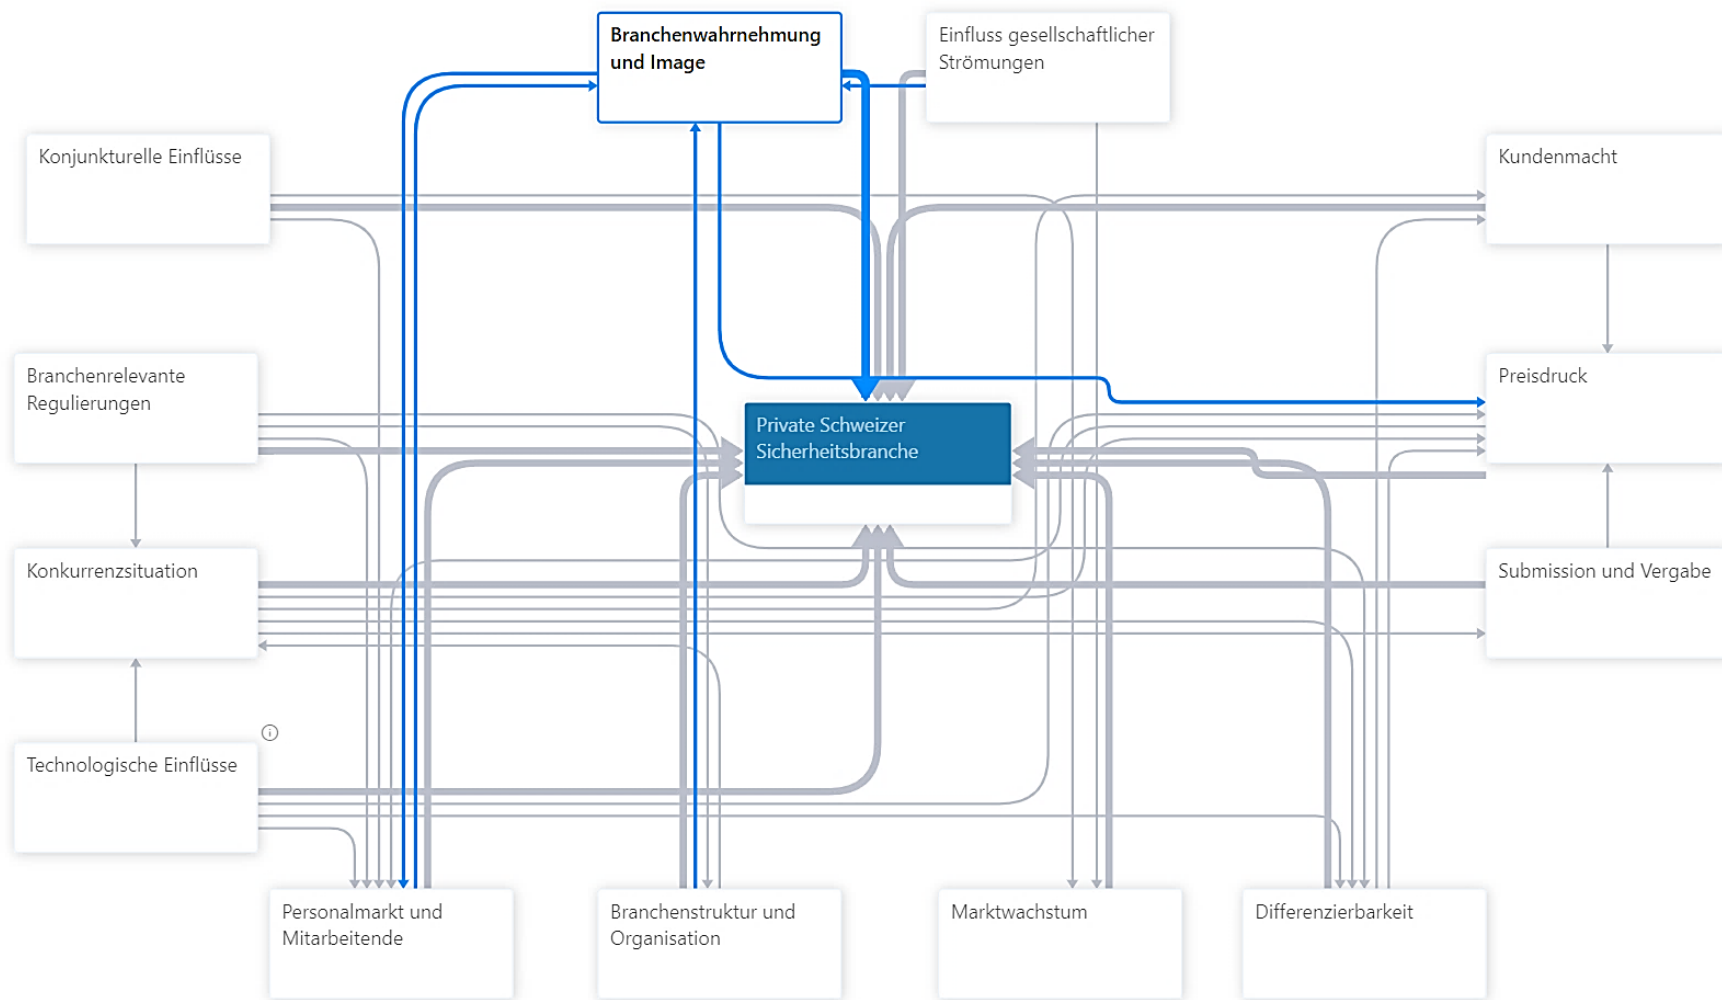 Branchenwahrnehmung
und Image
Einfluss gesellschaftlicher
Strömungen
Konjunkturelle Einflüsse
Kundenmacht
Branchenrelevante
Regulierungen
Preisdruck
Private Schweizer
Sicherheitsbranche
Konkurrenzsituation
Submission und Vergabe
Technologische Einflüsse
Personalmarkt und
Mitarbeitende
Branchenstruktur und
Organisation
Marktwachstum
Differenzierbarkeit